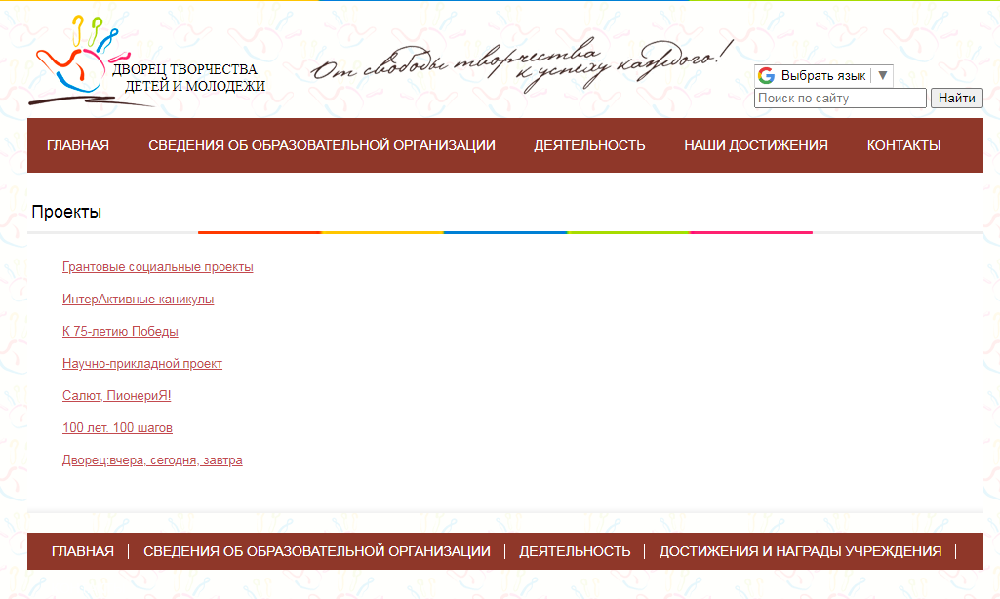 ДВОРЕЦ ТВОРЧЕСТВА
ДЕТЕЙ И МОЛОДЕЖИ
От свободы творчества
к успеху каждого!
Выбрать язык ▼
Поиск по сайту Найти
ГЛАВНАЯ СВЕДЕНИЯ ОБ ОБРАЗОВАТЕЛЬНОЙ ОРГАНИЗАЦИИ ДЕЯТЕЛЬНОСТЬ НАШИ ДОСТИЖЕНИЯ КОНТАКТЫ
Проекты
Грантовые социальные проекты
ИнтерАктивные каникулы
К 75-летию Победы
Научно-прикладной проект
Салют, ПионериЯ!
100 лет. 100 шагов
Дворец:вчера, сегодня, завтра
ГЛАВНАЯ СВЕДЕНИЯ ОБ ОБРАЗОВАТЕЛЬНОЙ ОРГАНИЗАЦИИ ДЕЯТЕЛЬНОСТЬ ДОСТИЖЕНИЯ И НАГРАДЫ УЧРЕЖДЕНИЯ